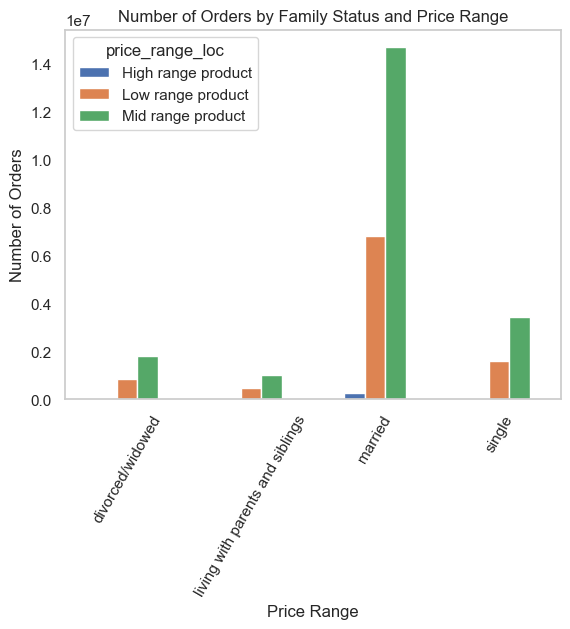 Number of Orders by Family Status and Price Range
1e7
price_range_loc
High range product
Low range product
Mid range product
Number of Orders
1.4
1.2
1.0
0.8
0.6
0.4
0.2
0.0
divorced/widowed
living with parents and siblings
married
single
Price Range